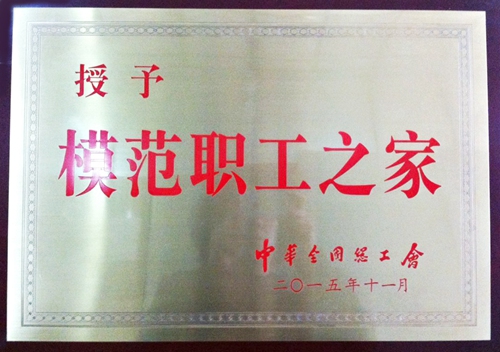 授予
模范职工之家
中华全国总工會
二〇一五年十一月